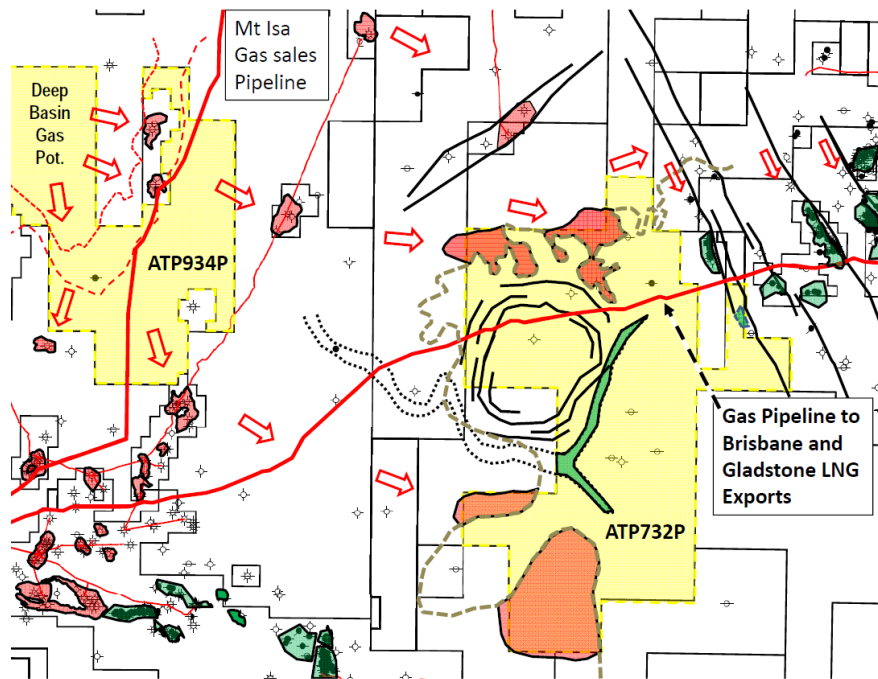 Mt Isa
Gas sales
Pipeline
Deep
Basin
Gas
Pot.
ATP934P
Gas Pipeline to
Brisbane and
Gladstone LNG
Exports
ATP732P